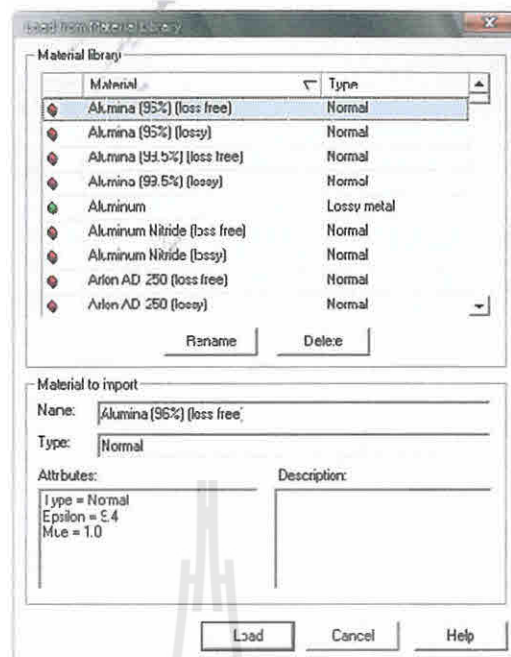 Load from Material Library
Material library
Material Type
Alumina (96%) (loss free) Normal
Alumina (96%) (lossy) Normal
Alumina (99.5%) (loss free) Normal
Alumina (99.5%) (lossy) Normal
Aluminum Lossy metal
Aluminum Nitride (loss free) Normal
Aluminum Nitride (lossy) Normal
Arlon AD 250 (loss free) Normal
Arlon AD 250 (lossy) Normal
Rename Delete
Material to import
Name: Alumina (96%) (loss free)
Type: Normal
Attributes: Description:
Type = Normal
Epsilon = 9.4
Mue = 1.0
Load Cancel Help